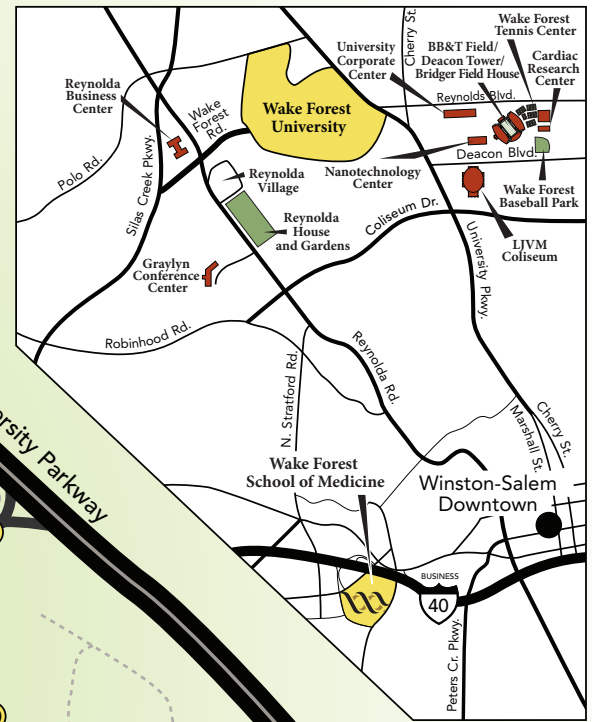 Cherry St.
Wake Forest
Tennis Center
University
Corporate
Center
BB&T Field/
Deacon Tower/
Bridger Field House
Cardiac
Research
Center
Reynolds Blvd.
Reynolda
Business
Center
Wake
Forest
Rd.
Wake Forest
University
Deacon Blvd.
Polo Rd.
Silas Creek Pkwy.
Reynolda
Village
Nanotechnology
Center
Wake Forest
Baseball Park
Reynolda
House
and Gardens
Coliseum Dr.
University Pkwy.
LJVM
Coliseum
Graylyn
Conference
Center
Robinhood Rd.
N. Stratford Rd.
Reynolda Rd.
Marshall St.
Cherry St.
ersity Parkway
Wake Forest
School of Medicine
Winston-Salem
Downtown
BUSINESS
40
Peters Cr. Pkwy.